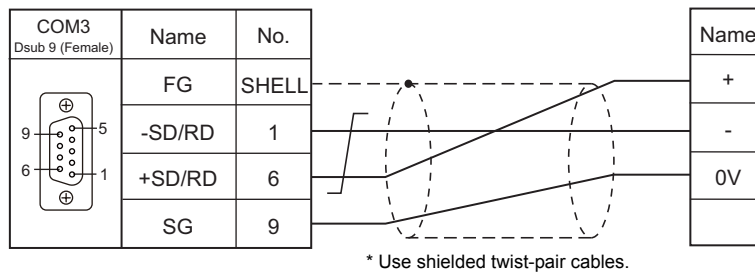 COM3
Dsub 9 (Female)
Name No.
Name
FG SHELL
+
9 5
-SD/RD 1
-
6 1
+SD/RD 6
0V
SG 9
* Use shielded twist-pair cables.